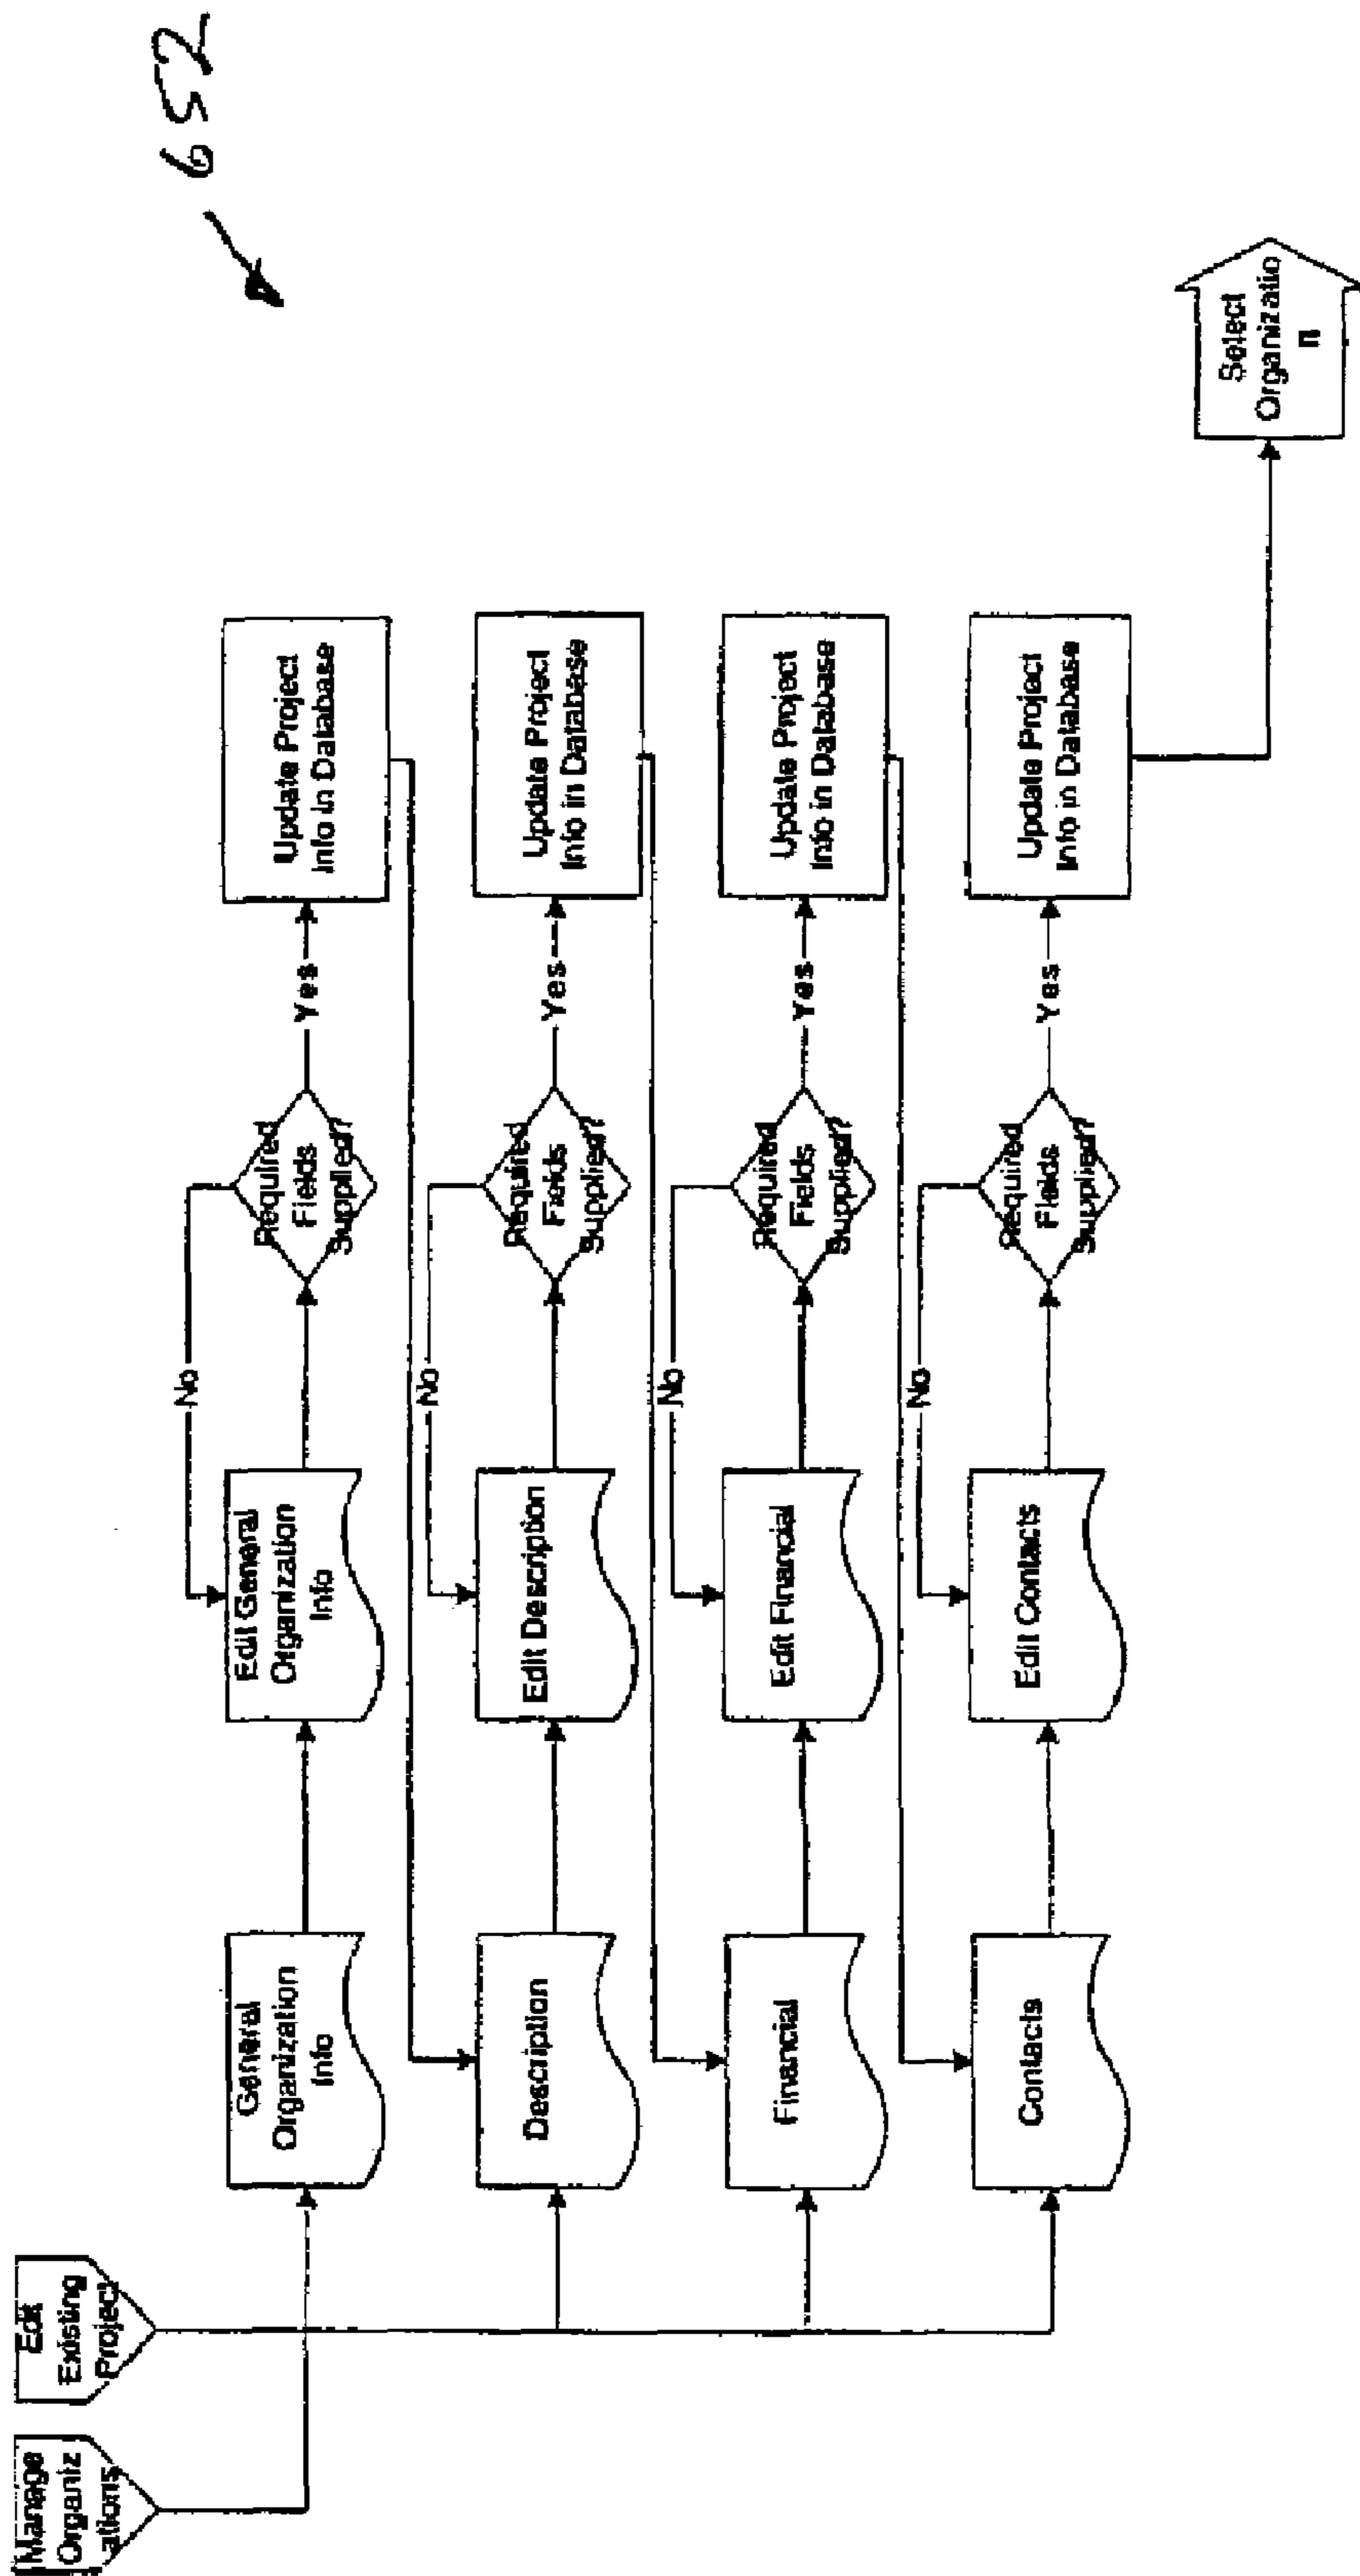 652
Manage
Organiz
ations
Edit
Existing
Project
General
Organization
Info
Edit General
Organization
Info
No
Required
Fields
Supplied?
Yes
Update Project
Info in Database
Description
Edit Description
No
Required
Fields
Supplied?
Yes
Update Project
Info in Database
Financial
Edit Financial
No
Required
Fields
Supplied?
Yes
Update Project
Info in Database
Contacts
Edit Contacts
No
Required
Fields
Supplied?
Yes
Update Project
Info in Database
Select
Organizatio
n